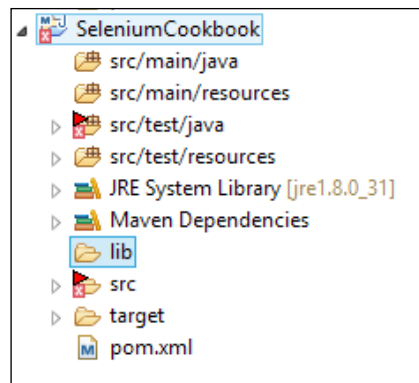 SeleniumCookbook
src/main/java
src/main/resources
src/test/java
src/test/resources
JRE System Library [jre1.8.0_31]
Maven Dependencies
lib
src
target
pom.xml